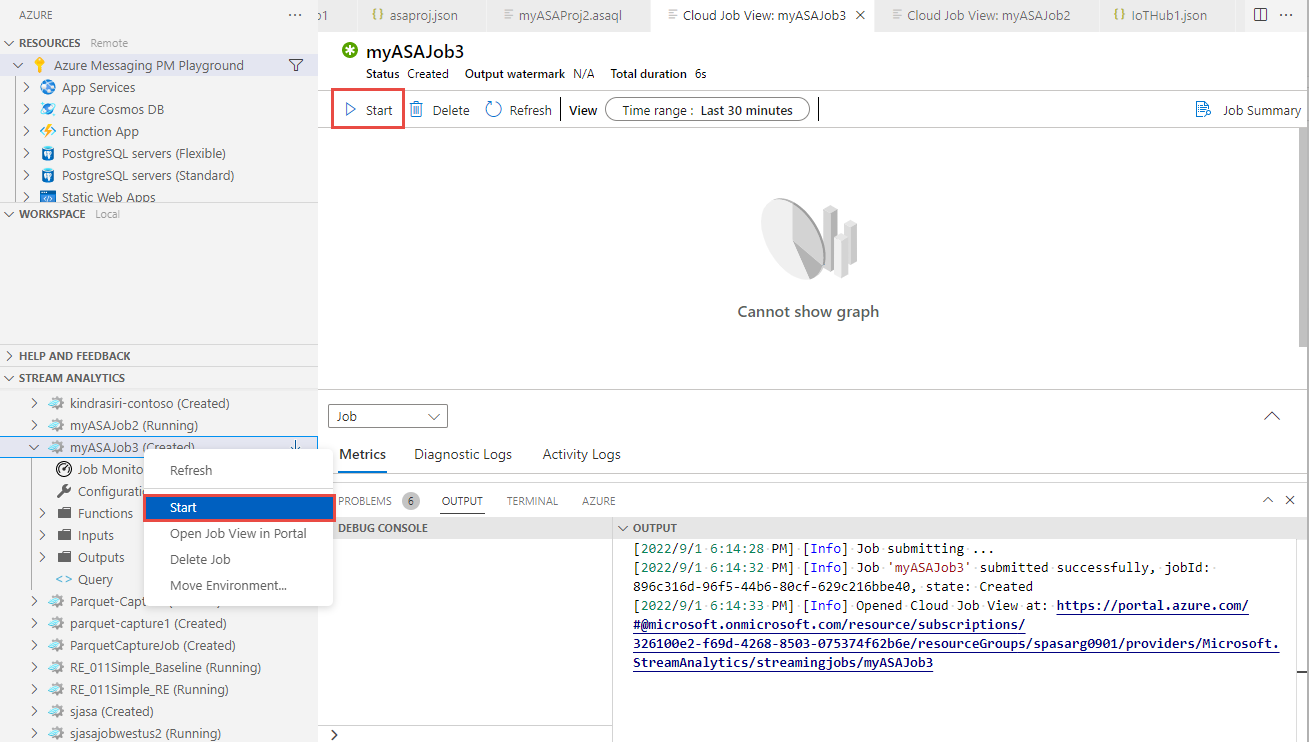 AZURE
RESOURCES Remote
Azure Messaging PM Playground
App Services
Azure Cosmos DB
Function App
PostgreSQL servers (Flexible)
PostgreSQL servers (Standard)
Static Web Apps
WORKSPACE Local
HELP AND FEEDBACK
STREAM ANALYTICS
kindrasiri-contoso (Created)
myASAJob2 (Running)
myASAJob3 (Created)
Job Monito
Configurati
Functions
Inputs
Outputs
<> Query
Parquet-Capt
parquet-capture1 (Created)
ParquetCaptureJob (Created)
RE_011Simple_Baseline (Running)
RE_011Simple_RE (Running)
sjasa (Created)
sjasajobwestus2 (Running)
Refresh
Start
Open Job View in Portal
Delete Job
Move Environment...
b1
{} asaproj.json
myASAProj2.asaql
Cloud Job View: myASAJob3
Cloud Job View: myASAJob2
{} IoTHub1.json
myASAJob3
Status Created Output watermark N/A Total duration 6s
Start Delete Refresh View Time range : Last 30 minutes Job Summary
Cannot show graph
Job
Metrics Diagnostic Logs Activity Logs
PROBLEMS 6 OUTPUT TERMINAL AZURE
DEBUG CONSOLE
OUTPUT
[2022/9/1 6:14:28 PM] [Info] Job submitting ...
[2022/9/1 6:14:32 PM] [Info] Job 'myASAJob3' submitted successfully, jobId:
896c316d-96f5-44b6-80cf-629c216bbe40, state: Created
[2022/9/1 6:14:33 PM] [Info] Opened Cloud Job View at: https://portal.azure.com/
#@microsoft.onmicrosoft.com/resource/subscriptions/
326100e2-f69d-4268-8503-075374f62b6e/resourceGroups/spasarg0901/providers/Microsoft.
StreamAnalytics/streamingjobs/myASAJob3